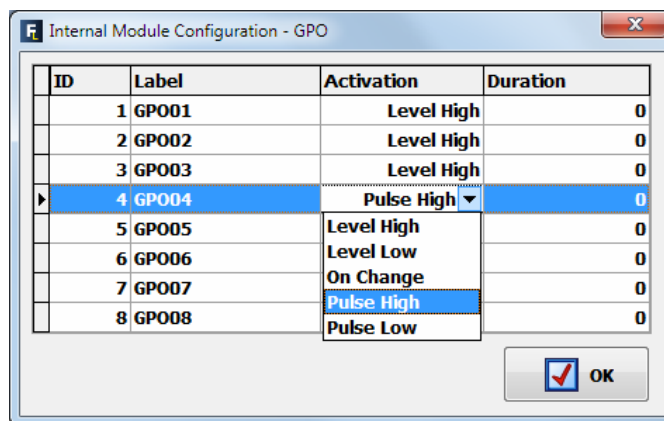 Internal Module Configuration - GPO
ID Label Activation Duration
1 GPO01 Level High 0
2 GPO02 Level High 0
3 GPO03 Level High 0
4 GPO04 Pulse High 0
5 GPO05 0
6 GPO06 0
7 GPO07 0
8 GPO08 0
Level High
Level Low
On Change
Pulse High
Pulse Low
OK